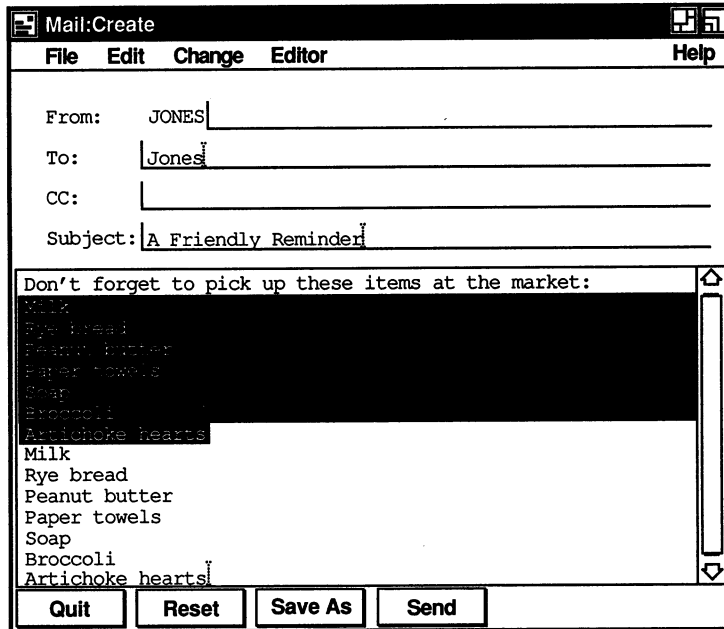 Mail:Create
File Edit Change Editor Help
From: JONES
To: Jones
CC:
Subject: A Friendly Reminder
Don't forget to pick up these items at the market:
Milk
Rye bread
Peanut butter
Paper towels
Soap
Broccoli
Artichoke hearts
Milk
Rye bread
Peanut butter
Paper towels
Soap
Broccoli
Artichoke hearts
Quit Reset Save As Send